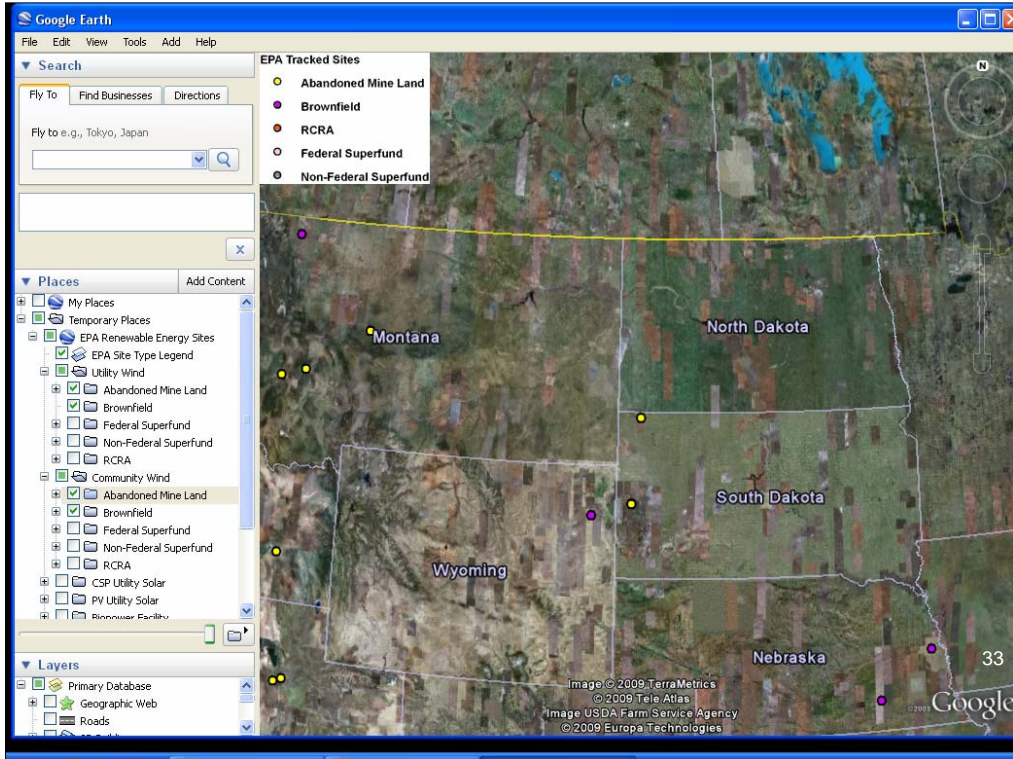 Google Earth
File Edit View Tools Add Help
Search
Fly To Find Businesses Directions
Fly to e.g., Tokyo, Japan
Places Add Content
My Places
Temporary Places
EPA Renewable Energy Sites
EPA Site Type Legend
Utility Wind
Abandoned Mine Land
Brownfield
Federal Superfund
Non-Federal Superfund
RCRA
Community Wind
Abandoned Mine Land
Brownfield
Federal Superfund
Non-Federal Superfund
RCRA
CSP Utility Solar
PV Utility Solar
Biopower Facility
Layers
Primary Database
Geographic Web
Roads
EPA Tracked Sites
Abandoned Mine Land
Brownfield
RCRA
Federal Superfund
Non-Federal Superfund
N
Montana
North Dakota
South Dakota
Wyoming
Nebraska
33
Image © 2009 TerraMetrics
© 2009 Tele Atlas
Image USDA Farm Service Agency
© 2009 Europa Technologies
©2009 Google